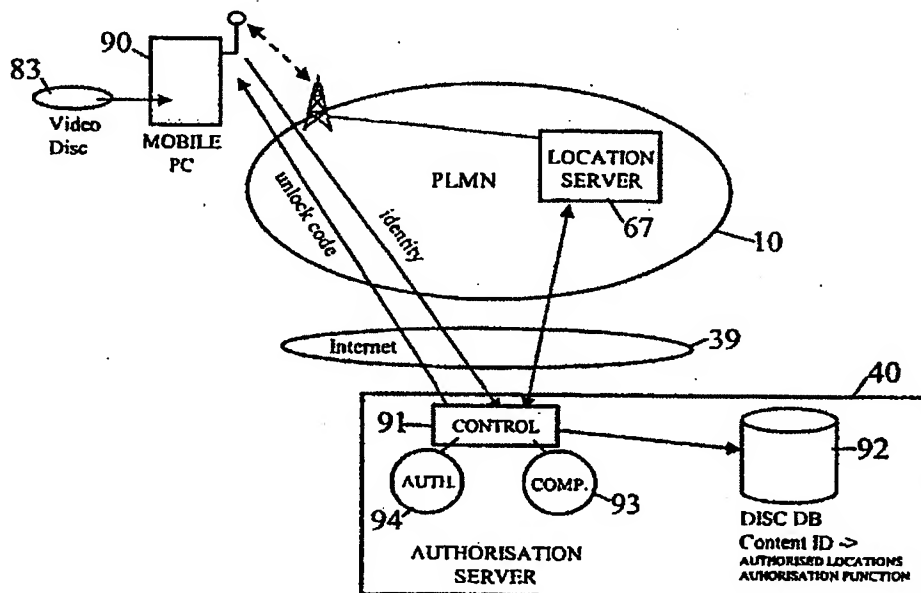 90
83
Video
Disc
MOBILE
PC
PLMN
LOCATION
SERVER
67
10
unlock code
identity
Internet
39
40
91
CONTROL
92
AUTH.
COMP.
94
93
DISC DB
Content ID ->
AUTHORISED LOCATIONS
AUHORISATION FUNCTION
AUTHORISATION
SERVER